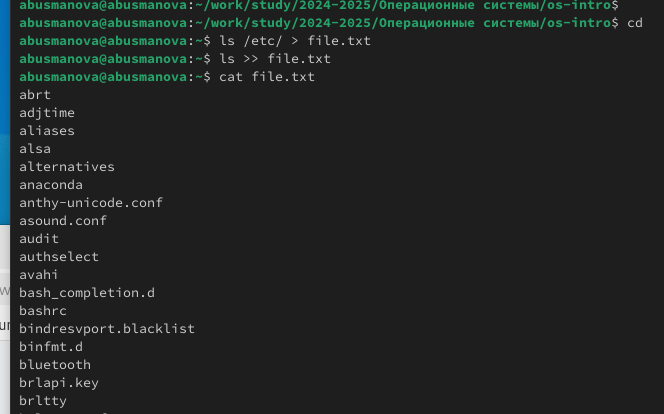 abusmanova@abusmanova:~/work/study/2024-2025/Операционные системы/os-intro$
abusmanova@abusmanova:~/work/study/2024-2025/Операционные системы/os-intro$ cd
abusmanova@abusmanova:~$ ls /etc/ > file.txt
abusmanova@abusmanova:~$ ls >> file.txt
abusmanova@abusmanova:~$ cat file.txt
abrt
adjtime
aliases
alsa
alternatives
anaconda
anthy-unicode.conf
asound.conf
audit
authselect
avahi
bash_completion.d
bashrc
bindresvport.blacklist
binfmt.d
bluetooth
brlapi.key
brltty